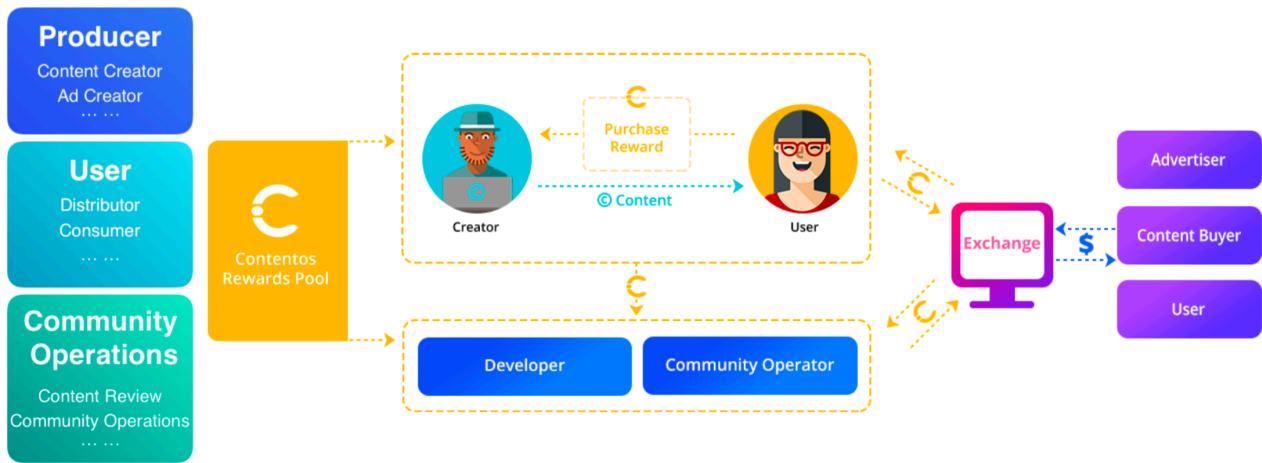 Producer
Content Creator
Ad Creator
... ...
User
Distributor
Consumer
... ...
Community
Operations
Content Review
Community Operations
... ...
Contentos
Rewards Pool
Purchase
Reward
© Content
Creator
User
Developer
Community Operator
Exchange
$
Advertiser
Content Buyer
User